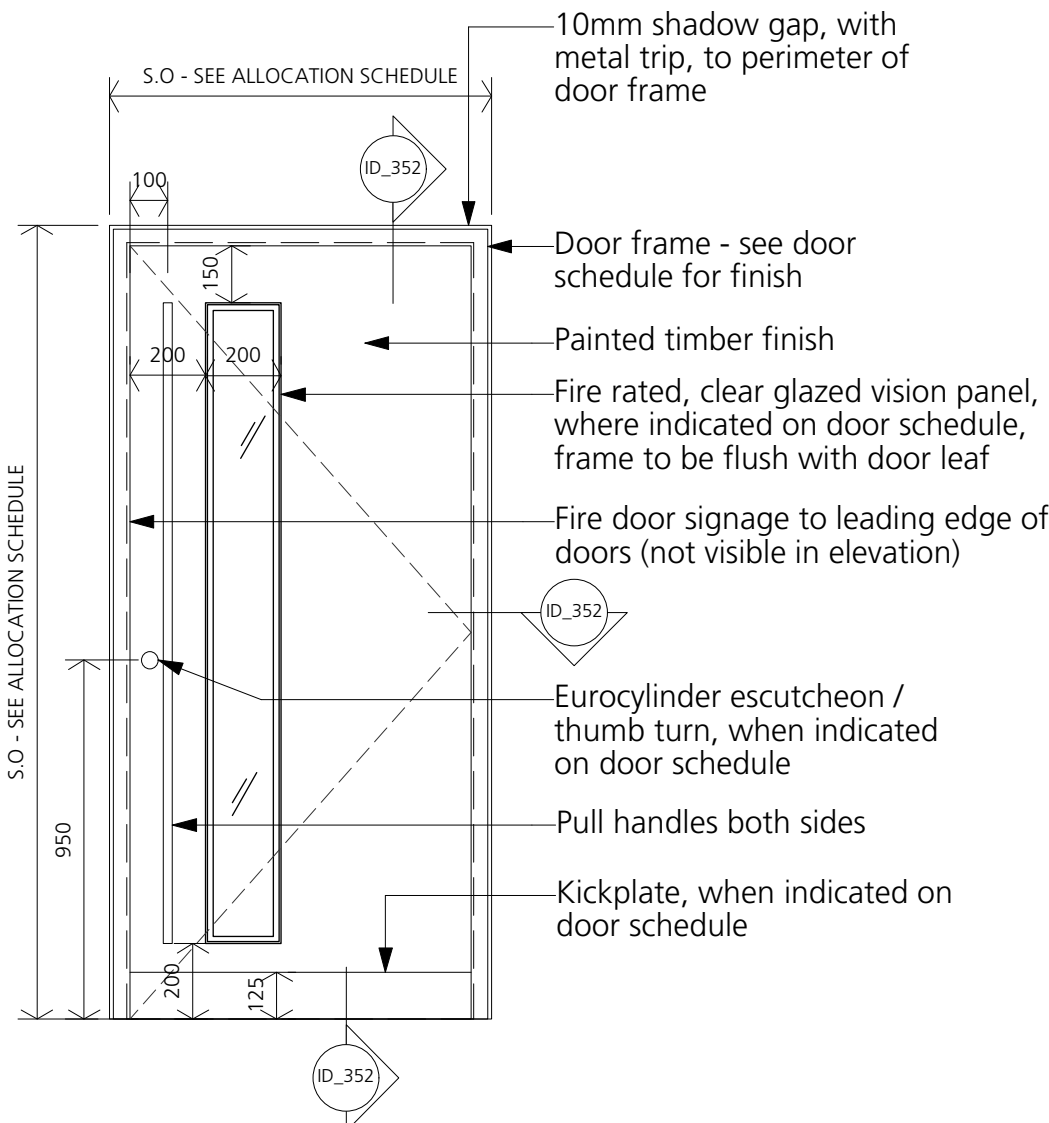 10mm shadow gap, with
metal trip, to perimeter of
door frame
S.O - SEE ALLOCATION SCHEDULE
ID_352
100
Door frame - see door
schedule for finish
150
Painted timber finish
200
200
Fire rated, clear glazed vision panel,
where indicated on door schedule,
frame to be flush with door leaf
S.O - SEE ALLOCATION SCHEDULE
Fire door signage to leading edge of
doors (not visible in elevation)
ID_352
Eurocylinder escutcheon /
thumb turn, when indicated
on door schedule
950
Pull handles both sides
Kickplate, when indicated on
door schedule
200
125
ID_352